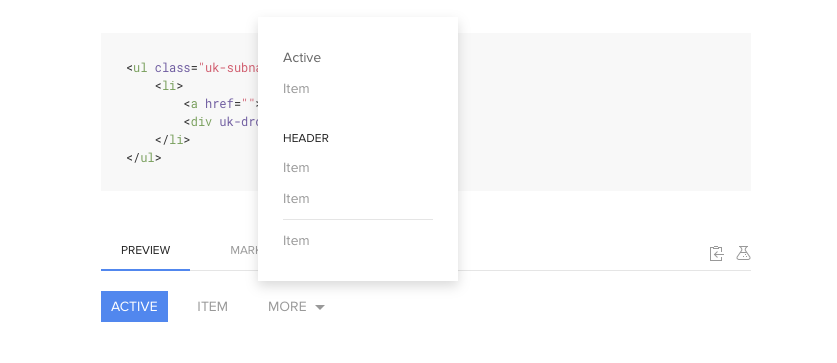 <ul class="uk-subna
<li>
<a href="">
<div uk-dro
</li>
</ul>
Active
Item
HEADER
Item
Item
Item
PREVIEW
MARK
ACTIVE
ITEM
MORE